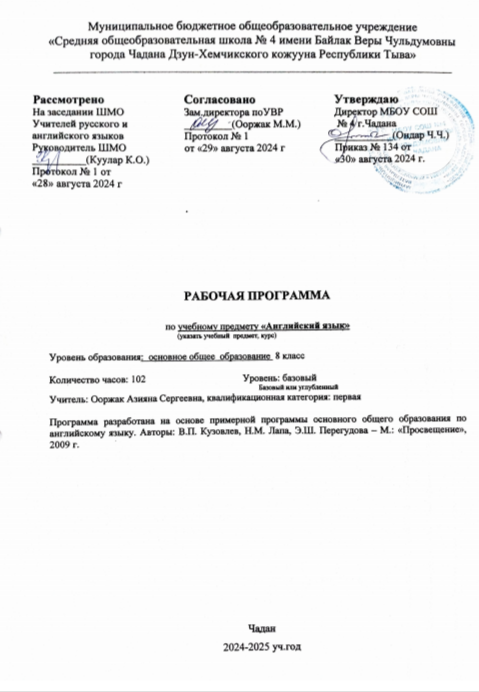 Муниципальное бюджетное общеобразовательное учреждение
«Средняя общеобразовательная школа № 4 имени Байлак Веры Чульдумовны
города Чадана Дзун-Хемчикского кожууна Республики Тыва»
Рассмотрено
На заседании ШМО
Учителей русского и
английского языков
Руководитель ШМО
(Куулар К.О.)
Протокол № 1 от
«28» августа 2024 г
Согласовано
Зам.директора поУВР
(Ооржак М.М.)
Протокол № 1
от «29» августа 2024 г
Утверждаю
Директор МБОУ СОШ
№ 4 г.Чадана
(Ондар Ч.Ч.)
Приказ № 134 от
«30» августа 2024 г.
РАБОЧАЯ ПРОГРАММА
по учебному предмету «Английский язык»
(указать учебный предмет, курс)
Уровень образования: основное общее образование 8 класс
Количество часов: 102 Уровень: базовый
Базовый или углубленный
Учитель: Ооржак Азияна Сергеевна, квалификационная категория: первая
Программа разработана на основе примерной программы основного общего образования по
английскому языку. Авторы: В.П. Кузовлев, Н.М. Лапа, Э.Ш. Перегудова – М.: «Просвещение»,
2009 г.
Чадан
2024-2025 уч.год